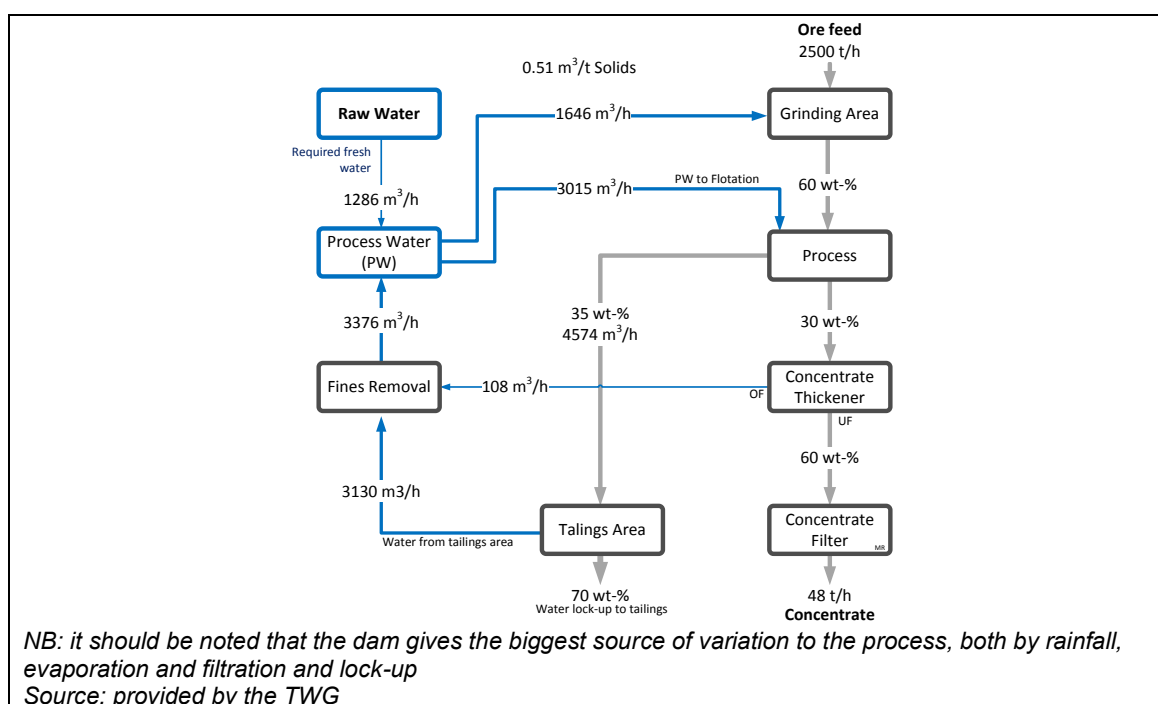 Ore feed
2500 t/h
0.51 m³/t Solids
Raw Water
1646 m³/h
Grinding Area
Required fresh
water
1286 m³/h
3015 m³/h
PW to Flotation
60 wt-%
Process Water
(PW)
Process
3376 m³/h
35 wt-%
4574 m³/h
30 wt-%
Fines Removal
108 m³/h
OF
Concentrate
Thickener
UF
60 wt-%
3130 m3/h
Water from tailings area
Talings Area
Concentrate
Filter
MR
70 wt-%
Water lock-up to tailings
48 t/h
Concentrate
NB: it should be noted that the dam gives the biggest source of variation to the process, both by rainfall,
evaporation and filtration and lock-up
Source: provided by the TWG